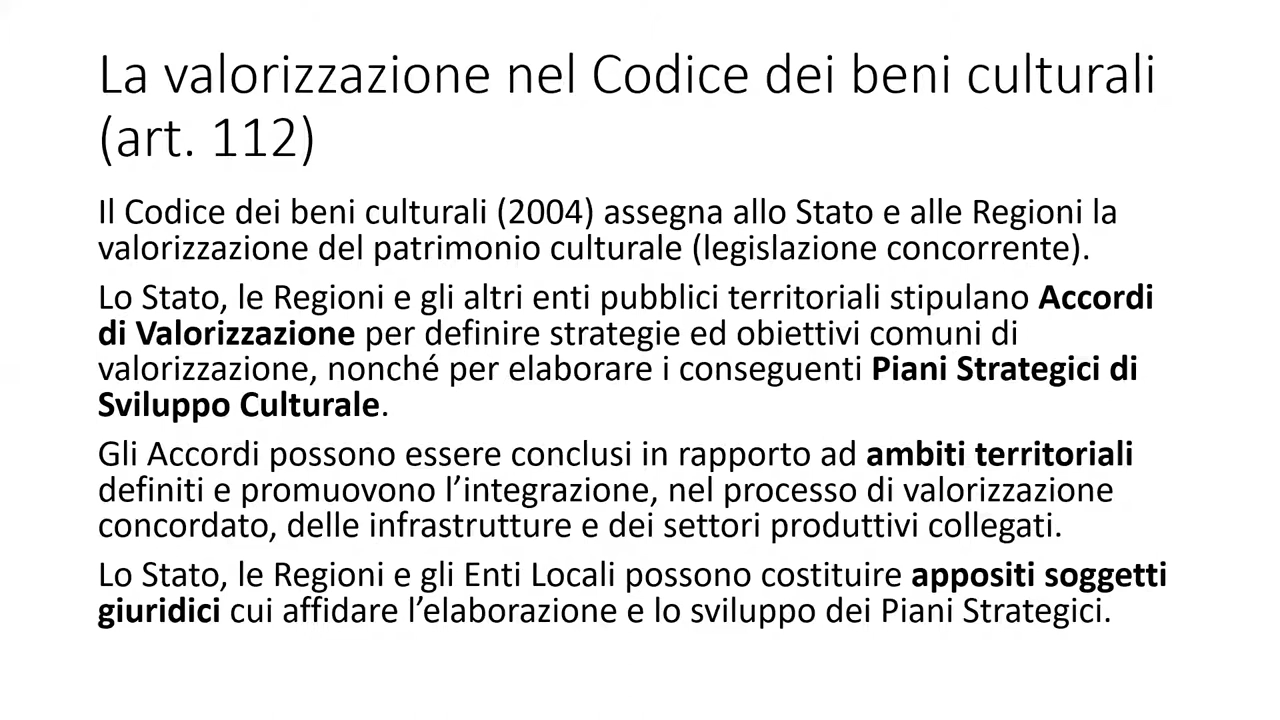 La valorizzazione nel Codice dei beni culturali
(art. 112)
Il Codice dei beni culturali (2004) assegna allo Stato e alle Regioni la
valorizzazione del patrimonio culturale (legislazione concorrente).
Lo Stato, le Regioni e gli altri enti pubblici territoriali stipulano Accordi
di Valorizzazione per definire strategie ed obiettivi comuni di
valorizzazione, nonché per elaborare i conseguenti Piani Strategici di
Sviluppo Culturale.
Gli Accordi possono essere conclusi in rapporto ad ambiti territoriali
definiti e promuovono l’integrazione, nel processo di valorizzazione
concordato, delle infrastrutture e dei settori produttivi collegati.
Lo Stato, le Regioni e gli Enti Locali possono costituire appositi soggetti
giuridici cui affidare l’elaborazione e lo sviluppo dei Piani Strategici.